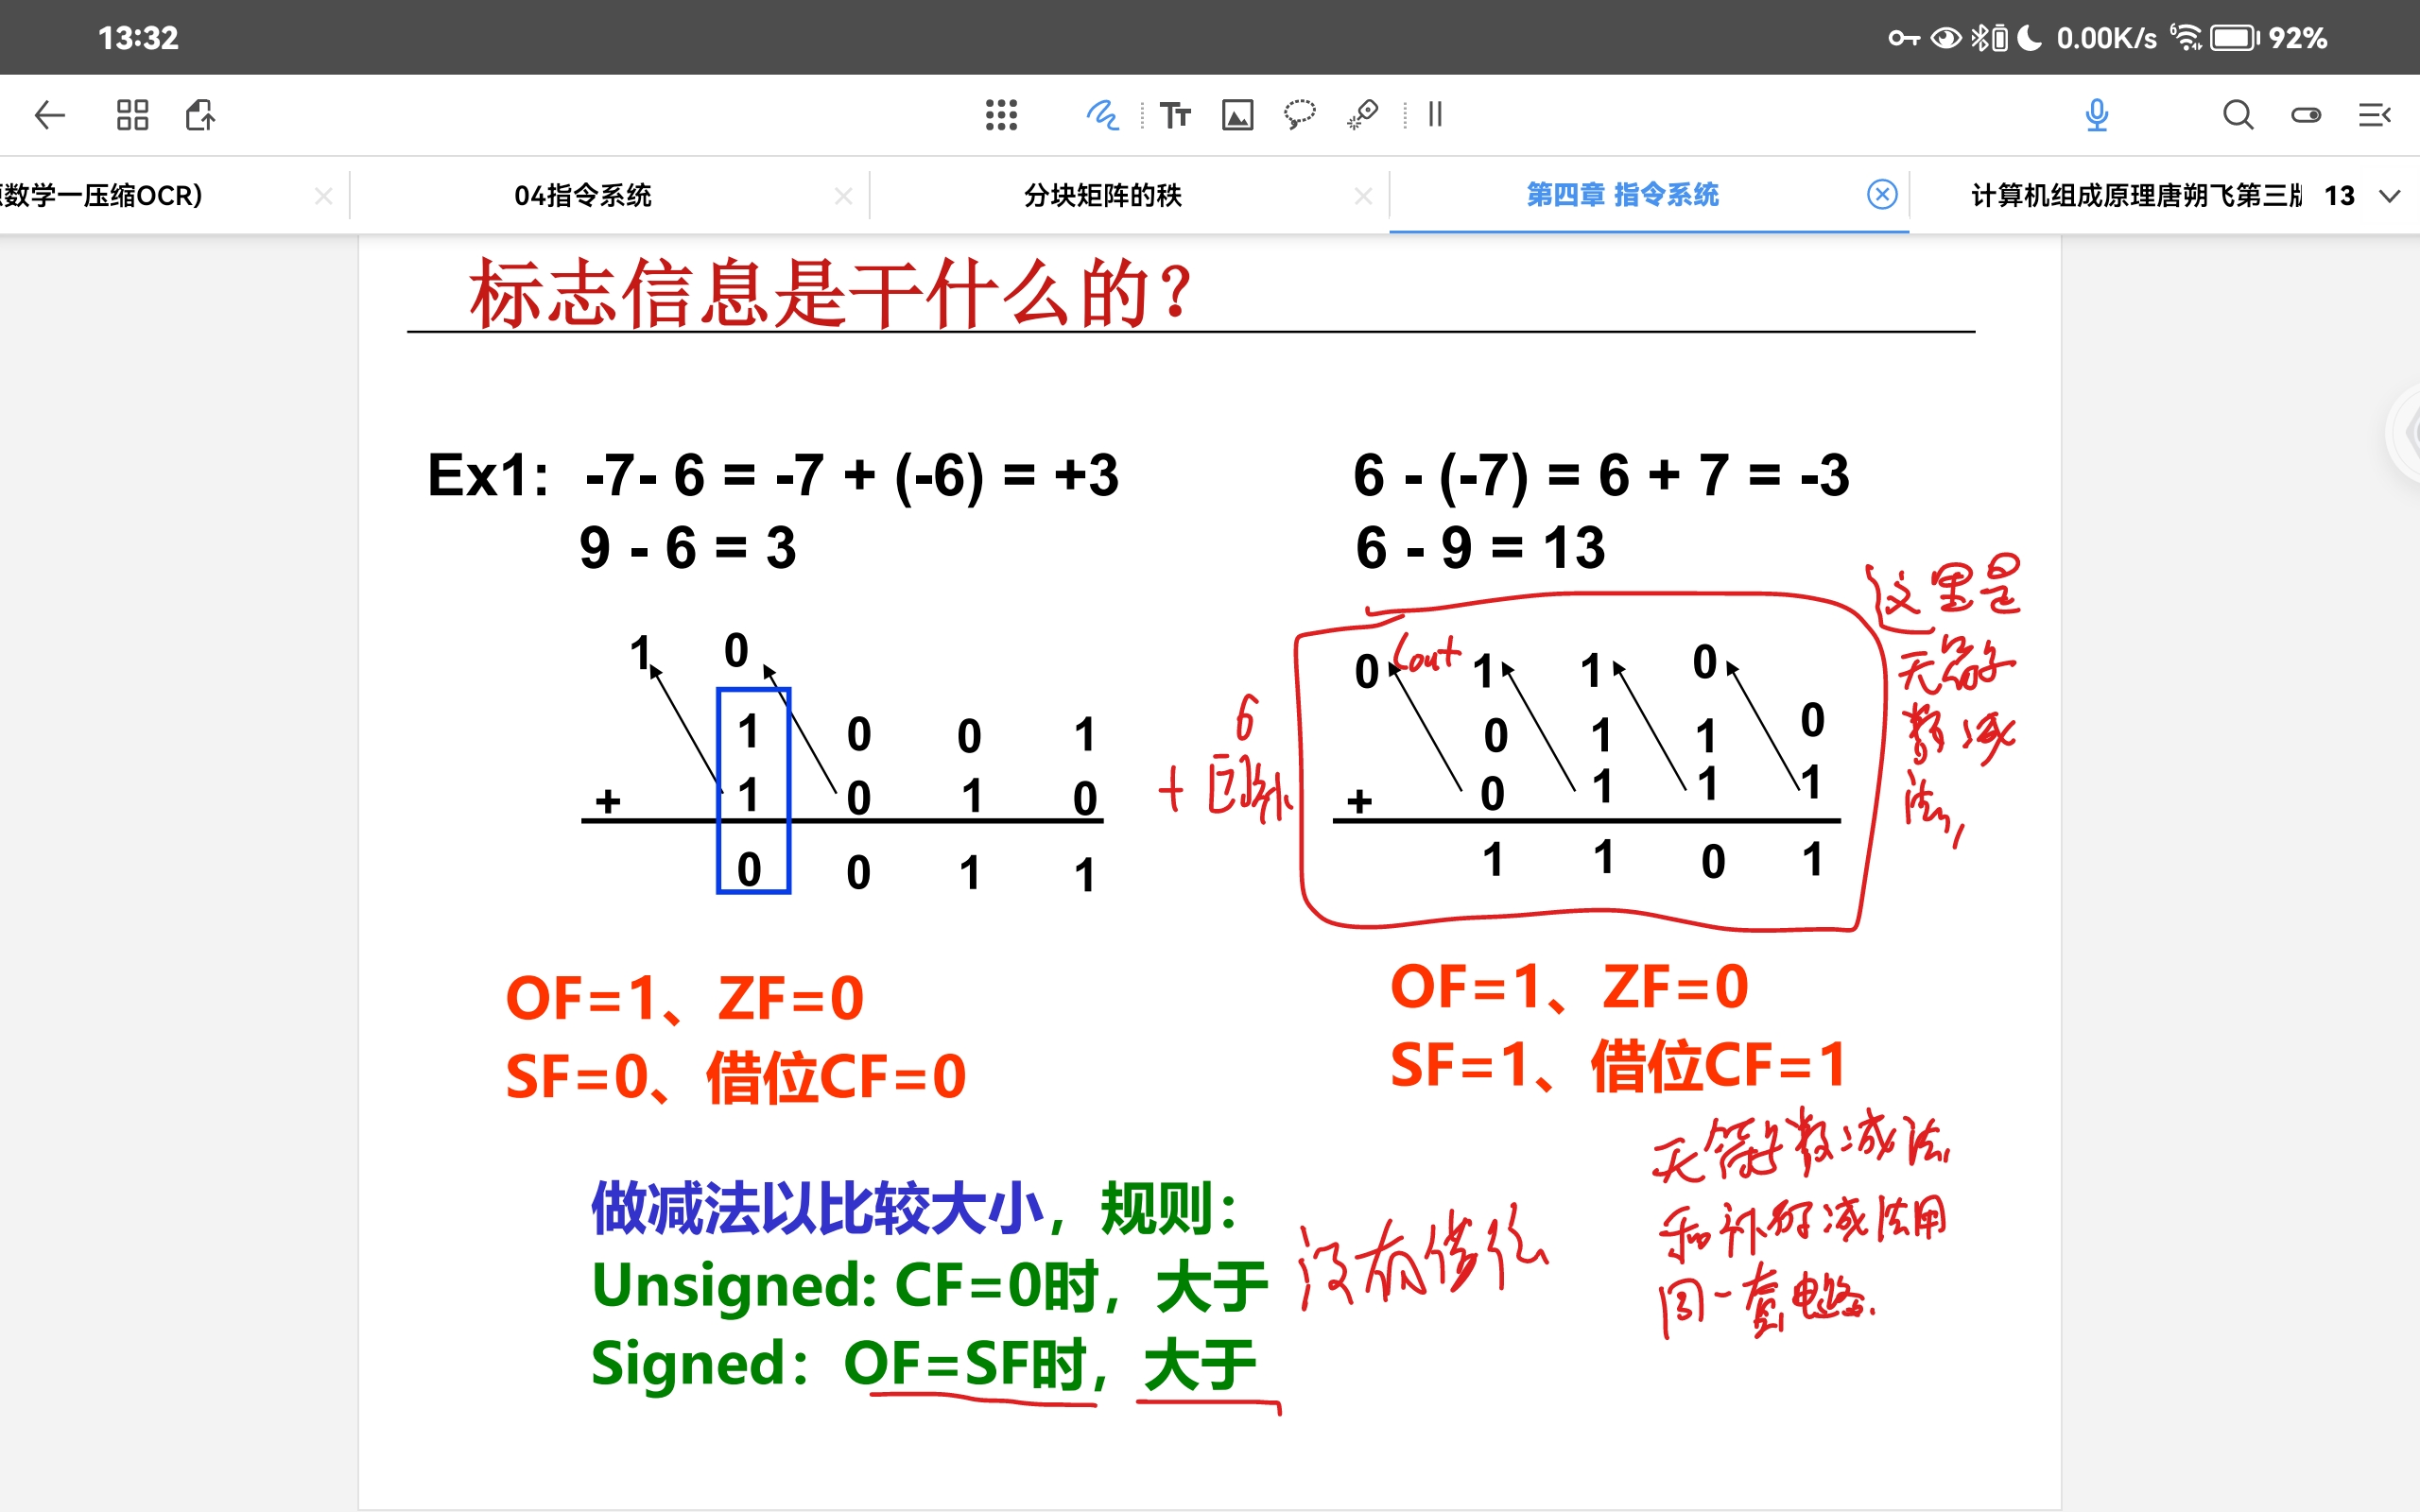 13:32
0.00K/s 6 92%
数学一压缩OCR)
04指令系统
分块矩阵的秩
第四章 指令系统
计算机组成原理唐朔飞第三版 13
标志信息是干什么的?
Ex1: -7- 6 = -7 + (-6) = +3
9 - 6 = 3
6 - (-7) = 6 + 7 = -3
6 - 9 = 13
1 0
1 0 0 1
+ 1 0 1 0
0 0 1 1
6
+
0 Cout 1 1 0
0 1 1 0
+ 0 1 1 1
1 1 0 1
这里是
无符号
数减
法,
OF=1、ZF=0
SF=0、借位CF=0
OF=1、ZF=0
SF=1、借位CF=1
无符号数减法
和补码减法用
同一套电路.
做减法以比较大小,规则:
Unsigned: CF=0时,大于
没有借位
Signed: OF=SF时,大于